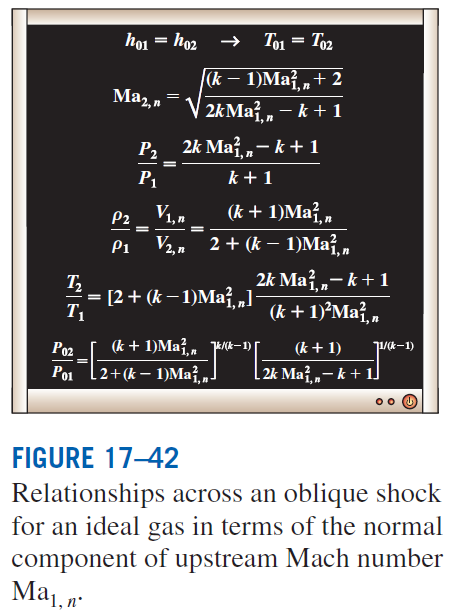 h₀₁ = h₀₂ → T₀₁ = T₀₂
Ma₂,ₙ = √((k − 1)Ma²₁,ₙ + 2 / 2kMa²₁,ₙ − k + 1)
P₂/P₁ = 2k Ma²₁,ₙ − k + 1 / k + 1
ρ₂/ρ₁ = V₁,ₙ/V₂,ₙ = (k + 1)Ma²₁,ₙ / 2 + (k − 1)Ma²₁,ₙ
T₂/T₁ = [2 + (k − 1)Ma²₁,ₙ] 2k Ma²₁,ₙ − k + 1 / (k + 1)²Ma²₁,ₙ
P₀₂/P₀₁ = [(k + 1)Ma²₁,ₙ / 2 + (k − 1)Ma²₁,ₙ]^k/(k−1) [(k + 1) / 2k Ma²₁,ₙ − k + 1]^1/(k−1)
FIGURE 17–42
Relationships across an oblique shock
for an ideal gas in terms of the normal
component of upstream Mach number
Ma₁, ₙ.